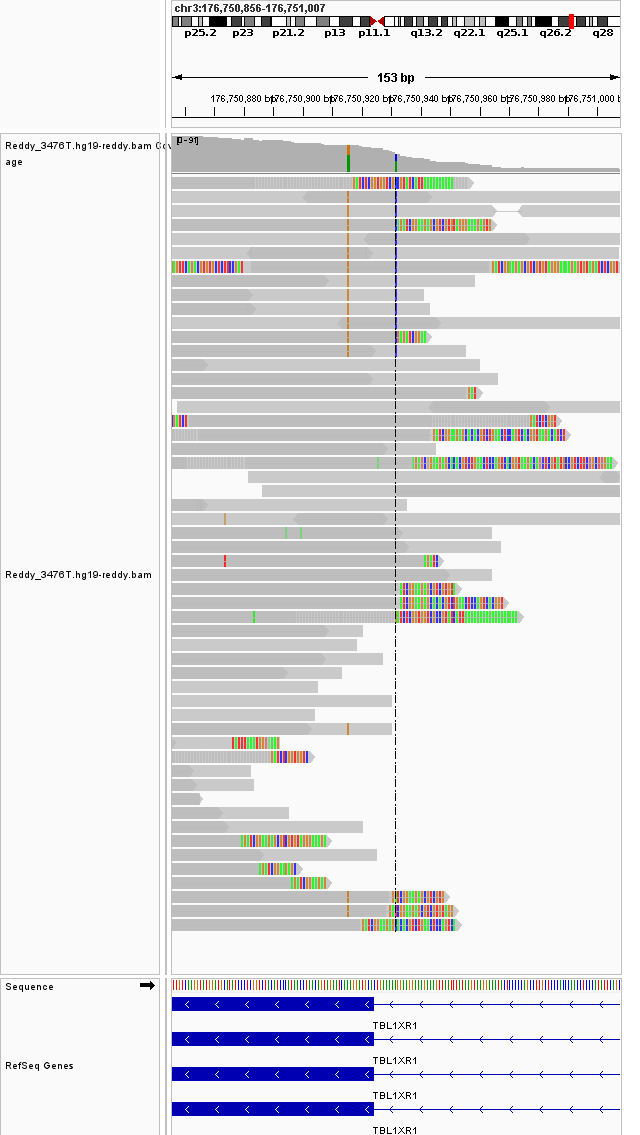 chr3:176,750,856-176,751,007
p25.2 p23 p21.2 p13 p11.1 q13.2 q22.1 q25.1 q26.2 q28
153 bp
176,750,880 bp 176,750,900 bp 176,750,920 bp 176,750,940 bp 176,750,960 bp 176,750,980 bp 176,751,000 bp
Reddy_3476T.hg19-reddy.bam Cov
age
[0-91]
Reddy_3476T.hg19-reddy.bam
Sequence
TBL1XR1
TBL1XR1
RefSeq Genes
TBL1XR1
TBL1XR1